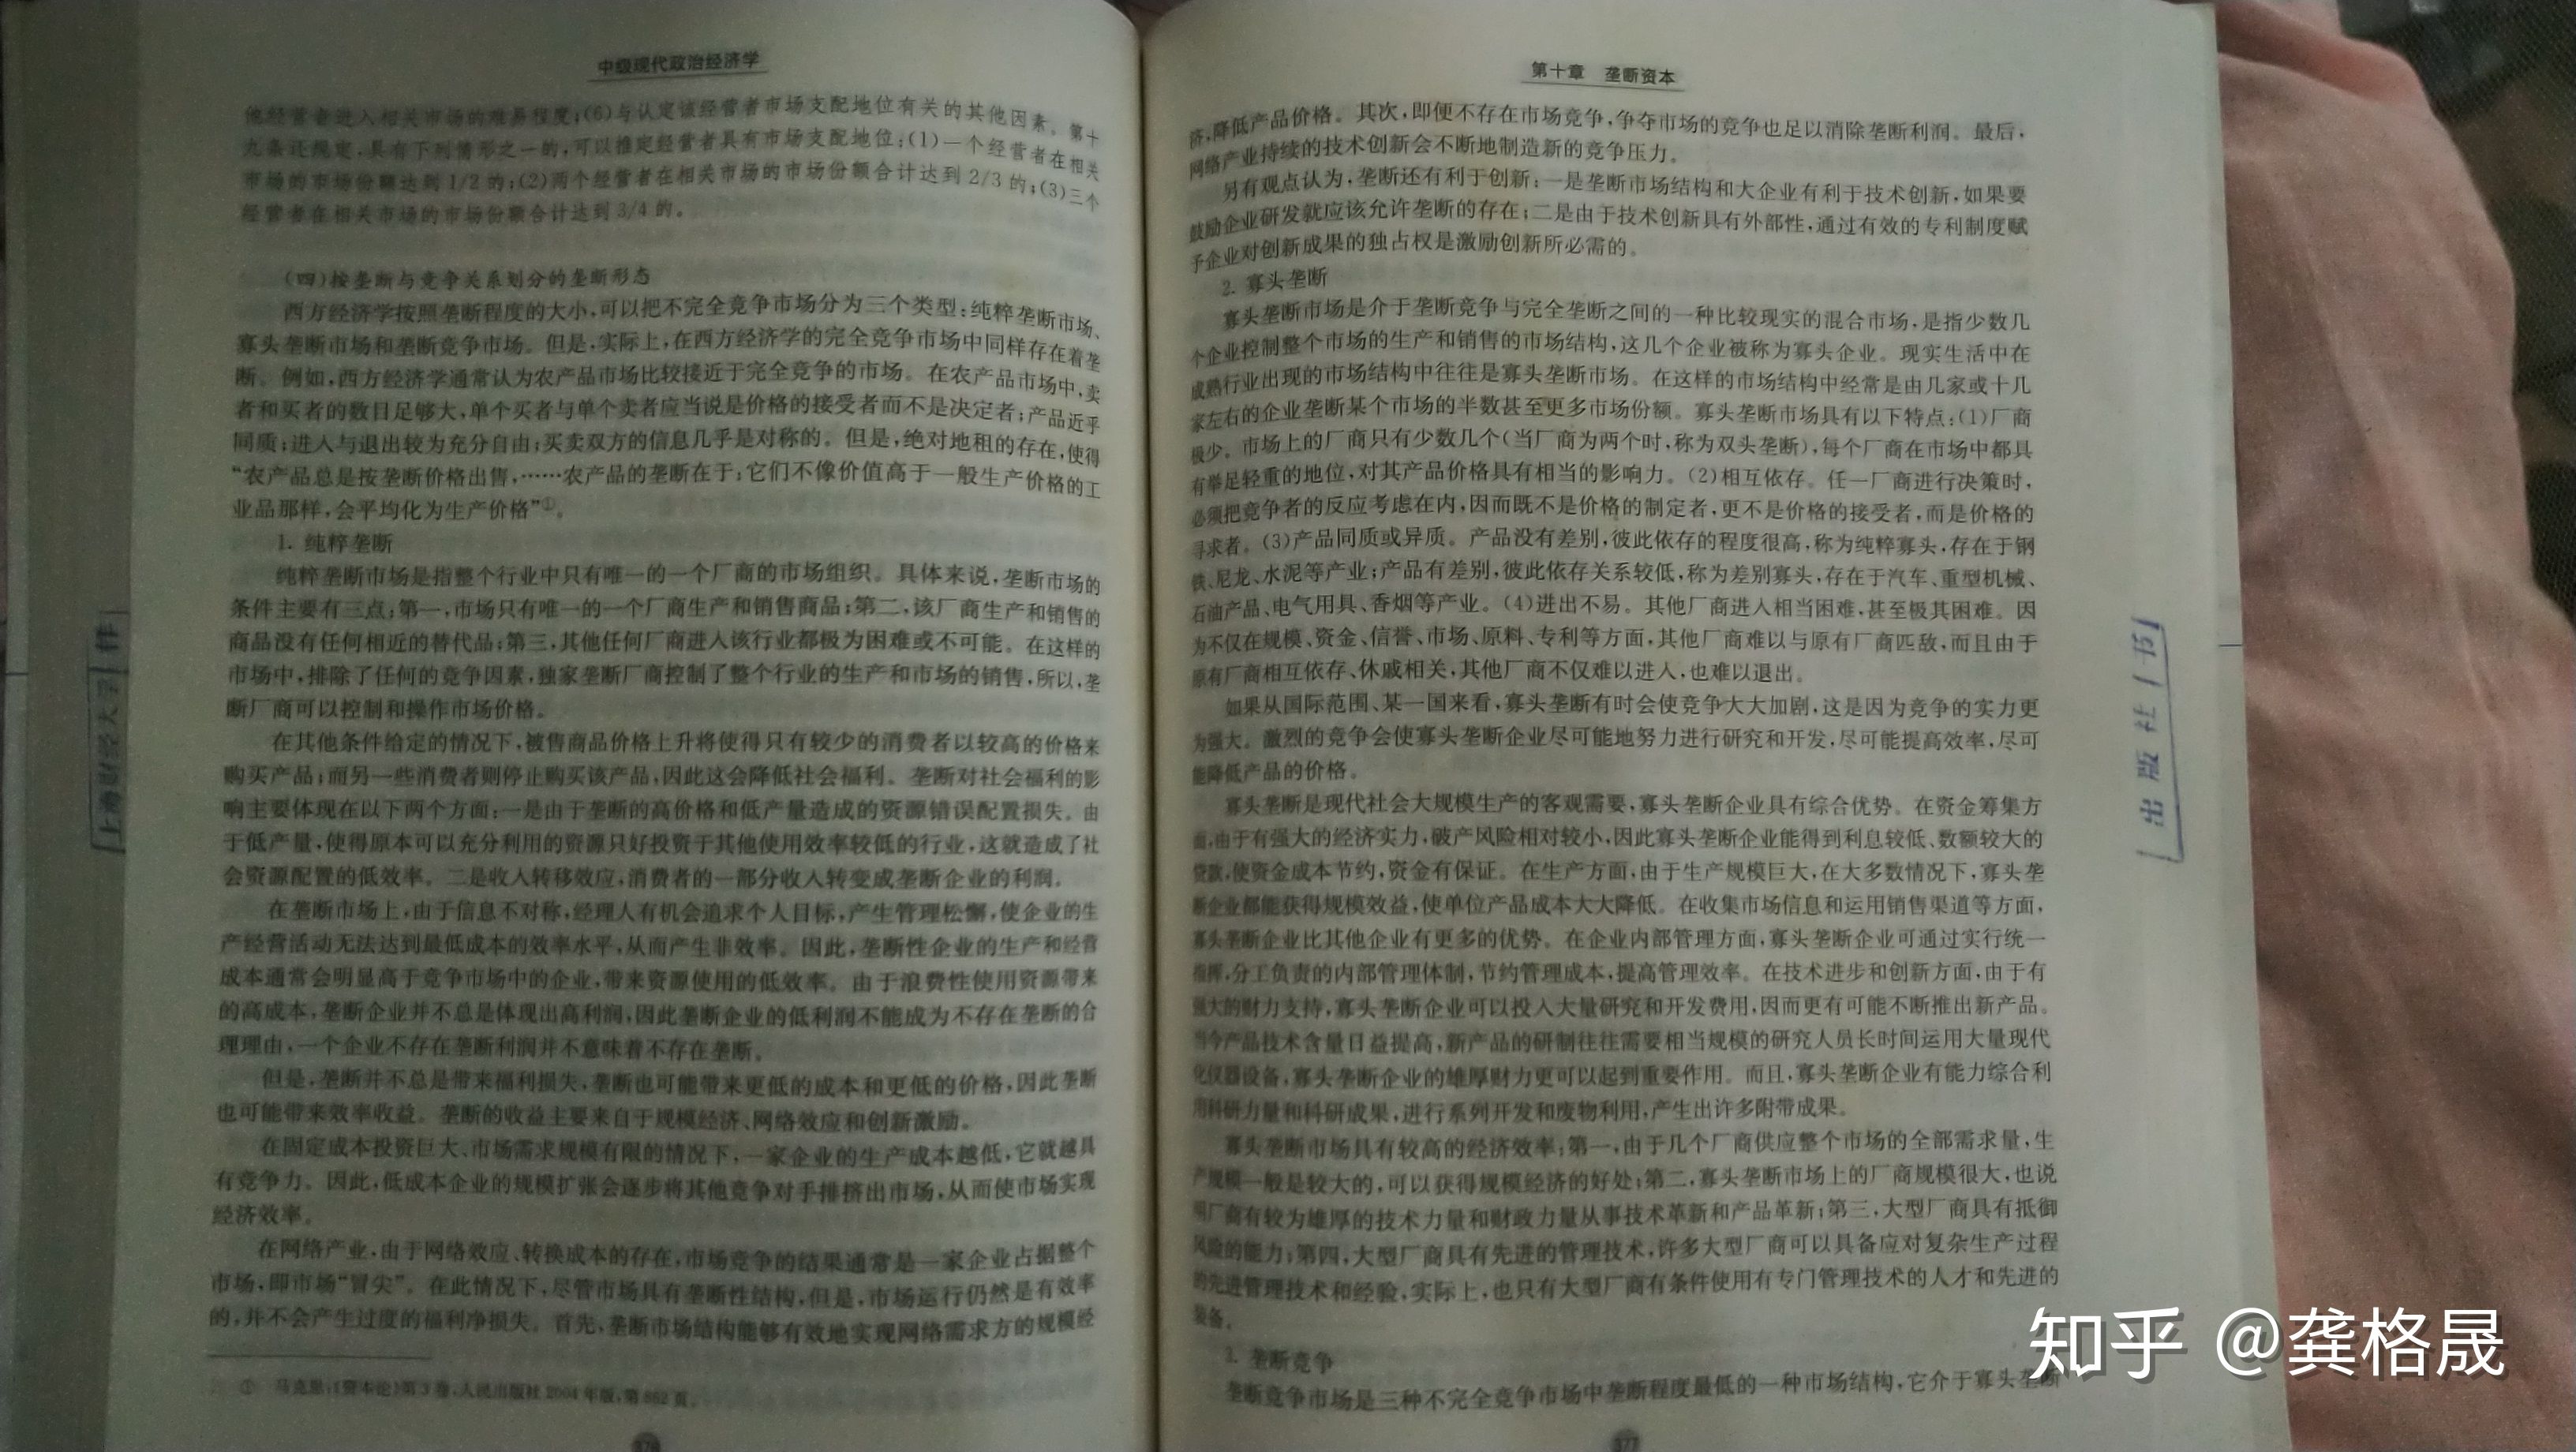 中级现代政治经济学
他经营者进入相关市场的难易程度;(6)与认定该经营者市场支配地位有关的其他因素。第十
九条还规定,具有下列情形之一的,可以推定经营者具有市场支配地位:(1)一个经营者在相关
市场的市场份额达到1/2的;(2)两个经营者在相关市场的市场份额合计达到2/3的;(3)三个
经营者在相关市场的市场份额合计达到3/4的。
(四)按垄断与竞争关系划分的垄断形态
西方经济学按照垄断程度的大小,可以把不完全竞争市场分为三个类型:纯粹垄断市场、
寡头垄断市场和垄断竞争市场。但是,实际上,在西方经济学的完全竞争市场中同样存在着垄
断。例如,西方经济学通常认为农产品市场比较接近于完全竞争的市场。在农产品市场中,卖
者和买者的数目足够大,单个买者与单个卖者应当说是价格的接受者而不是决定者;产品近乎
同质;进入与退出较为充分自由;买卖双方的信息几乎是对称的。但是,绝对地租的存在,使得
“农产品总是按垄断价格出售,……农产品的垄断在于:它们不像价值高于一般生产价格的工
业品那样,会平均化为生产价格”①。
1. 纯粹垄断
纯粹垄断市场是指整个行业中只有唯一的一个厂商的市场组织。具体来说,垄断市场的
条件主要有三点:第一,市场只有唯一的一个厂商生产和销售商品;第二,该厂商生产和销售的
商品没有任何相近的替代品;第三,其他任何厂商进入该行业都极为困难或不可能。在这样的
市场中,排除了任何的竞争因素,独家垄断厂商控制了整个行业的生产和市场的销售,所以,垄
断厂商可以控制和操作市场价格。
在其他条件给定的情况下,被售商品价格上升将使得只有较少的消费者以较高的价格来
购买产品;而另一些消费者则停止购买该产品,因此这会降低社会福利。垄断对社会福利的影
响主要体现在以下两个方面:一是由于垄断的高价格和低产量造成的资源错误配置损失。由
于低产量,使得原本可以充分利用的资源只好投资于其他使用效率较低的行业,这就造成了社
会资源配置的低效率。二是收入转移效应,消费者的一部分收入转变成垄断企业的利润。
在垄断市场上,由于信息不对称,经理人有机会追求个人目标,产生管理松懈,使企业的生
产经营活动无法达到最低成本的效率水平,从而产生非效率。因此,垄断性企业的生产和经营
成本通常会明显高于竞争市场中的企业,带来资源使用的低效率。由于浪费性使用资源带来
的高成本,垄断企业并不总是体现出高利润,因此垄断企业的低利润不能成为不存在垄断的合
理理由,一个企业不存在垄断利润并不意味着不存在垄断。
但是,垄断并不总是带来福利损失,垄断也可能带来更低的成本和更低的价格,因此垄断
也可能带来效率收益。垄断的收益主要来自于规模经济、网络效应和创新激励。
在固定成本投资巨大、市场需求规模有限的情况下,一家企业的生产成本越低,它就越具
有竞争力。因此,低成本企业的规模扩张会逐步将其他竞争对手排挤出市场,从而使市场实现
经济效率。
在网络产业,由于网络效应、转换成本的存在,市场竞争的结果通常是一家企业占据整个
市场,即市场“冒尖”。在此情况下,尽管市场具有垄断性结构,但是,市场运行仍然是有效率
的,并不会产生过度的福利净损失。首先,垄断市场结构能够有效地实现网络需求方的规模经
① 马克思:《资本论》第3卷,人民出版社2004年版,第862页。
376
上海财经大学
第十章 垄断资本
济,降低产品价格。其次,即便不存在市场竞争,争夺市场的竞争也足以消除垄断利润。最后,
网络产业持续的技术创新会不断地制造新的竞争压力。
另有观点认为,垄断还有利于创新:一是垄断市场结构和大企业有利于技术创新,如果要
鼓励企业研发就应该允许垄断的存在;二是由于技术创新具有外部性,通过有效的专利制度赋
予企业对创新成果的独占权是激励创新所必需的。
2. 寡头垄断
寡头垄断市场是介于垄断竞争与完全垄断之间的一种比较现实的混合市场,是指少数几
个企业控制整个市场的生产和销售的市场结构,这几个企业被称为寡头企业。现实生活中在
成熟行业出现的市场结构中往往是寡头垄断市场。在这样的市场结构中经常是由几家或十几
家左右的企业垄断某个市场的半数甚至更多市场份额。寡头垄断市场具有以下特点:(1)厂商
极少。市场上的厂商只有少数几个(当厂商为两个时,称为双头垄断),每个厂商在市场中都具
有举足轻重的地位,对其产品价格具有相当的影响力。(2)相互依存。任一厂商进行决策时,
必须把竞争者的反应考虑在内,因而既不是价格的制定者,更不是价格的接受者,而是价格的
寻求者。(3)产品同质或异质。产品没有差别,彼此依存的程度很高,称为纯粹寡头,存在于钢
铁、尼龙、水泥等产业;产品有差别,彼此依存关系较低,称为差别寡头,存在于汽车、重型机械、
石油产品、电气用具、香烟等产业。(4)进出不易。其他厂商进入相当困难,甚至极其困难。因
为不仅在规模、资金、信誉、市场、原料、专利等方面,其他厂商难以与原有厂商匹敌,而且由于
原有厂商相互依存、休戚相关,其他厂商不仅难以进入,也难以退出。
如果从国际范围、某一国来看,寡头垄断有时会使竞争大大加剧,这是因为竞争的实力更
为强大。激烈的竞争会使寡头垄断企业尽可能地努力进行研究和开发,尽可能提高效率,尽可
能降低产品的价格。
寡头垄断是现代社会大规模生产的客观需要,寡头垄断企业具有综合优势。在资金筹集方
面,由于有强大的经济实力,破产风险相对较小,因此寡头垄断企业能得到利息较低、数额较大的
贷款,使资金成本节约,资金有保证。在生产方面,由于生产规模巨大,在大多数情况下,寡头垄
断企业都能获得规模效益,使单位产品成本大大降低。在收集市场信息和运用销售渠道等方面,
寡头垄断企业比其他企业有更多的优势。在企业内部管理方面,寡头垄断企业可通过实行统一
指挥,分工负责的内部管理体制,节约管理成本,提高管理效率。在技术进步和创新方面,由于有
强大的财力支持,寡头垄断企业可以投入大量研究和开发费用,因而更有可能不断推出新产品。
当今产品技术含量日益提高,新产品的研制往往需要相当规模的研究人员长时间运用大量现代
化仪器设备,寡头垄断企业的雄厚财力更可以起到重要作用。而且,寡头垄断企业有能力综合利
用科研力量和科研成果,进行系列开发和废物利用,产生出许多附带成果。
寡头垄断市场具有较高的经济效率:第一,由于几个厂商供应整个市场的全部需求量,生
产规模一般是较大的,可以获得规模经济的好处;第二,寡头垄断市场上的厂商规模很大,也说
明厂商有较为雄厚的技术力量和财政力量从事技术革新和产品革新;第三,大型厂商具有抵御
风险的能力;第四,大型厂商具有先进的管理技术,许多大型厂商可以具备应对复杂生产过程
的先进管理技术和经验,实际上,也只有大型厂商有条件使用有专门管理技术的人才和先进的
装备。
3. 垄断竞争
垄断竞争市场是三种不完全竞争市场中垄断程度最低的一种市场结构,它介于寡头垄断
377
出版社
知乎 @龚格晟